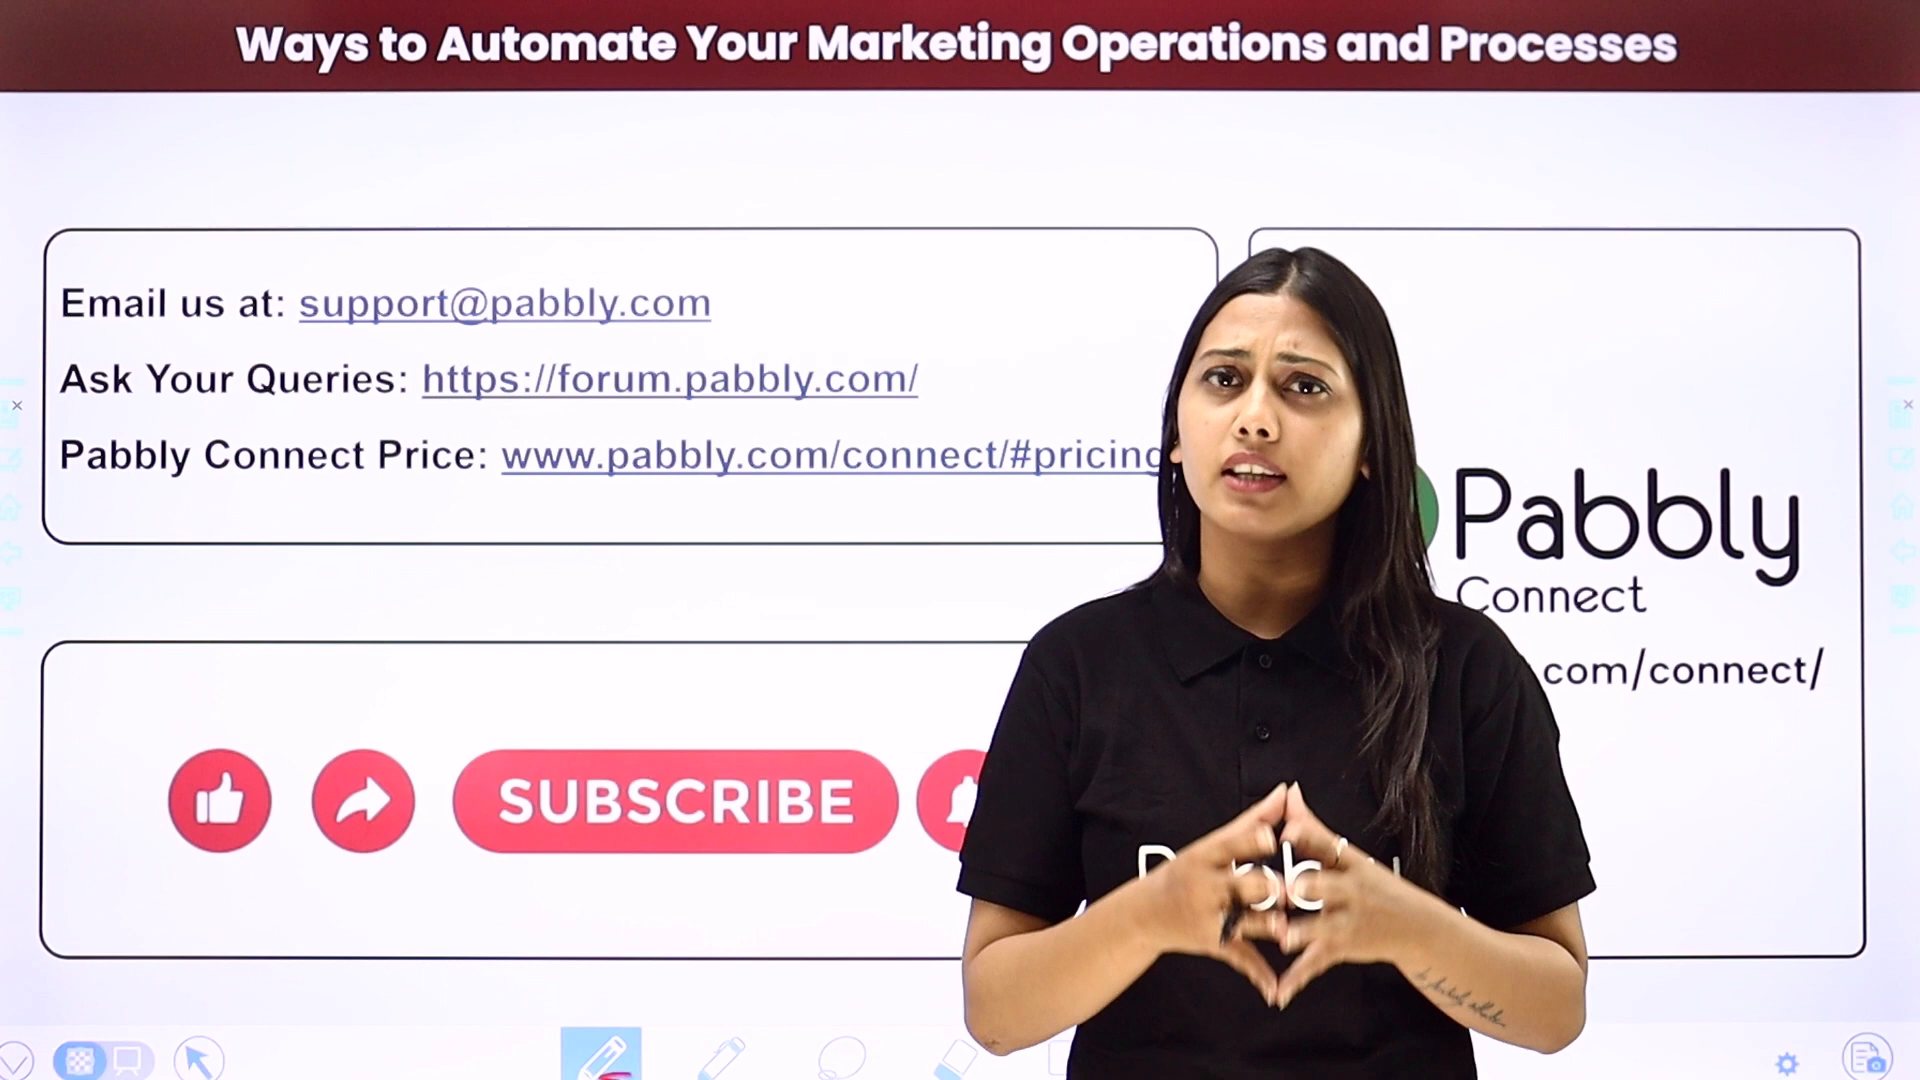 Ways to Automate Your Marketing Operations and Processes
Email us at: support@pabbly.com
Ask Your Queries: https://forum.pabbly.com/
Pabbly Connect Price: www.pabbly.com/connect/#pricing
Pabbly
Connect
.com/connect/
SUBSCRIBE